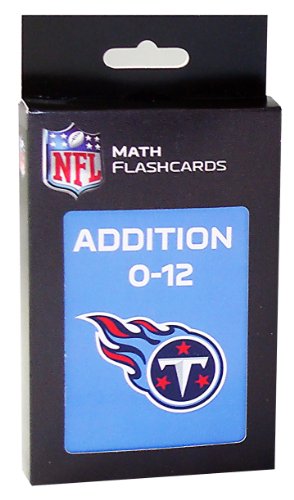 NFL
MATH
FLASHCARDS
ADDITION
0-12
T